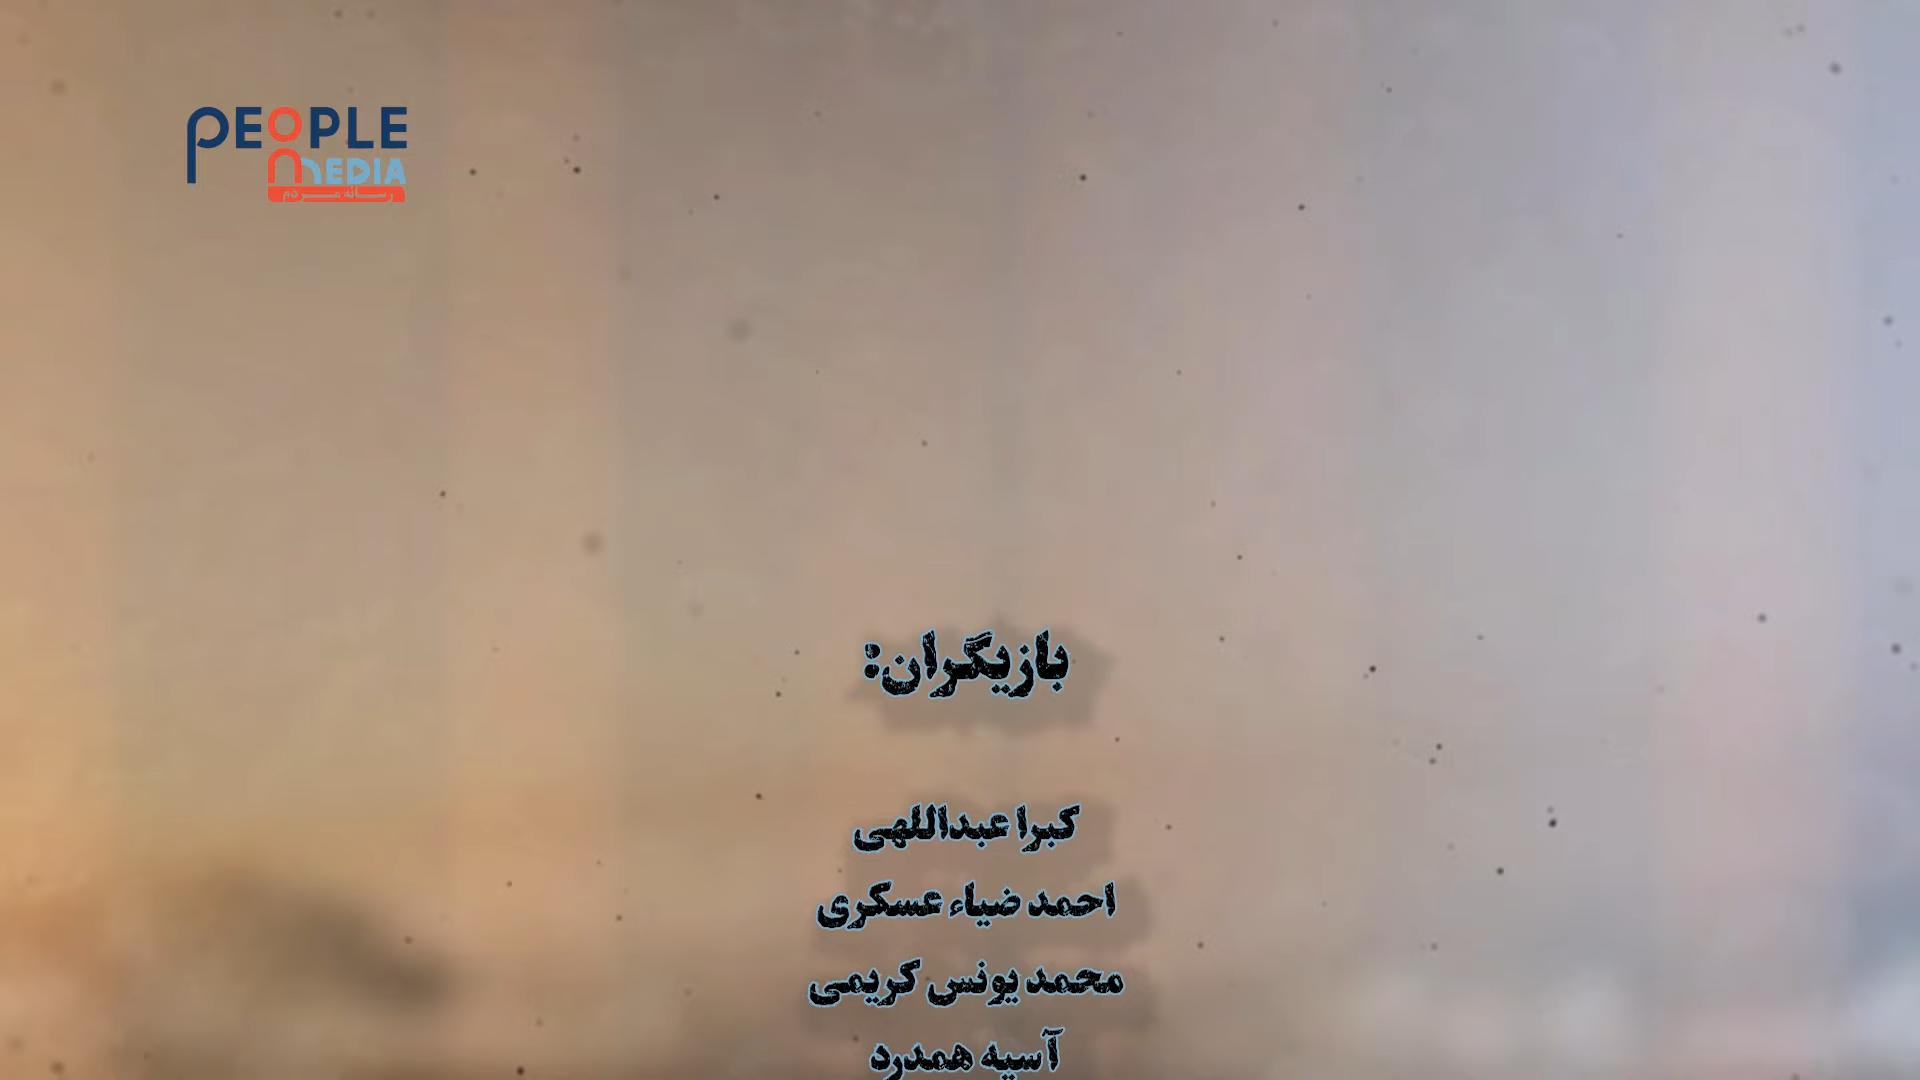 PEOPLE
MEDIA
رسانه مردم
بازیگران:
کبرا عبداللهی
احمد ضیاء عسکری
محمد یونس کریمی
آسیه همدرد